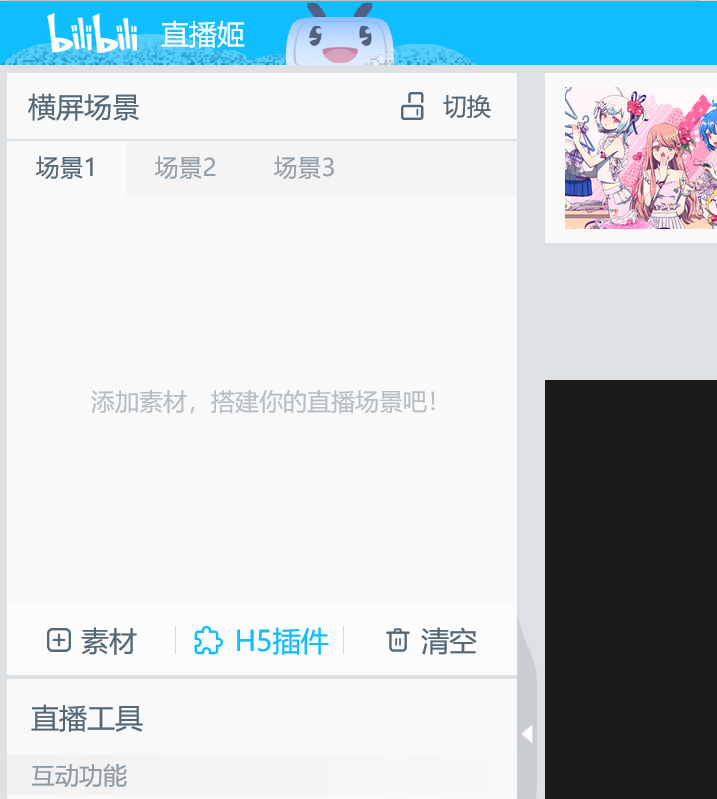 bilibili 直播姬
横屏场景 切换
场景1 场景2 场景3
添加素材，搭建你的直播场景吧！
素材 H5插件 清空
直播工具
互动功能